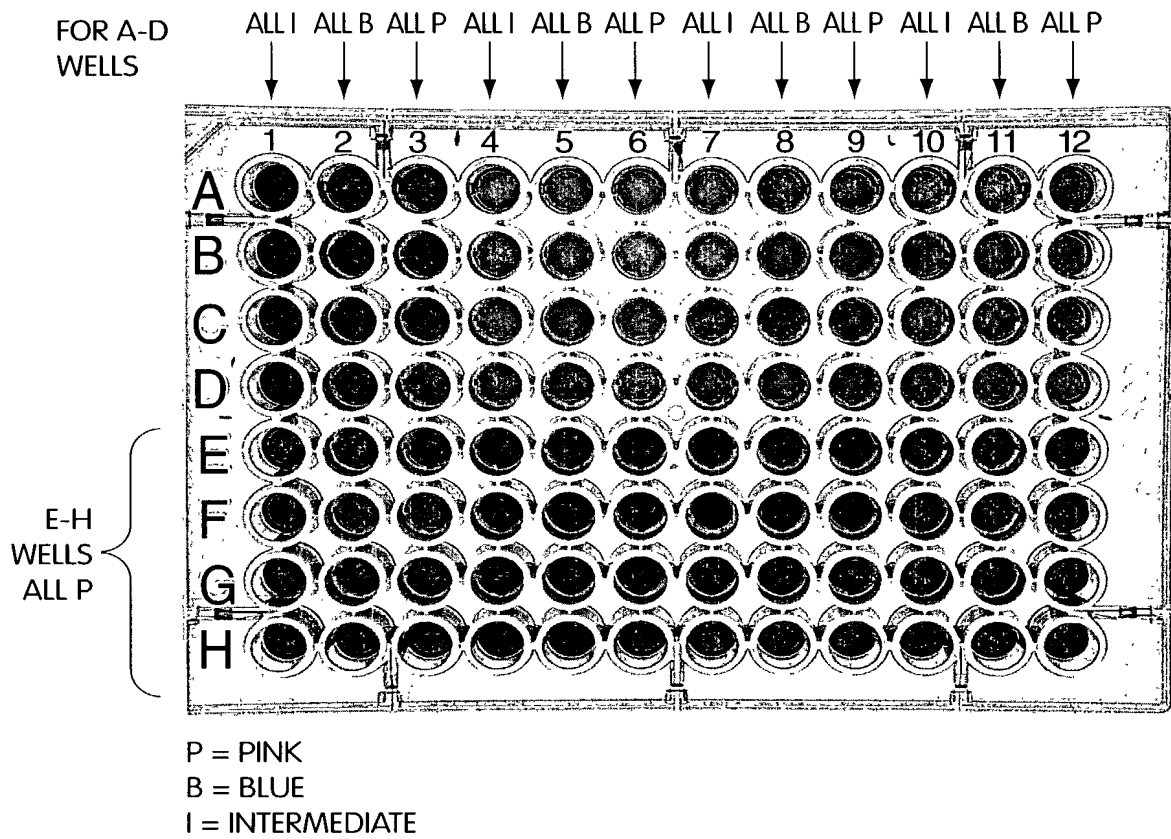 FOR A-D
WELLS
ALL I ALL B ALL P ALL I ALL B ALL P ALL I ALL B ALL P ALL I ALL B ALL P
1 2 3 4 5 6 7 8 9 10 11 12
A
B
C
D
E
F
G
H
E-H
WELLS
ALL P
P = PINK
B = BLUE
I = INTERMEDIATE